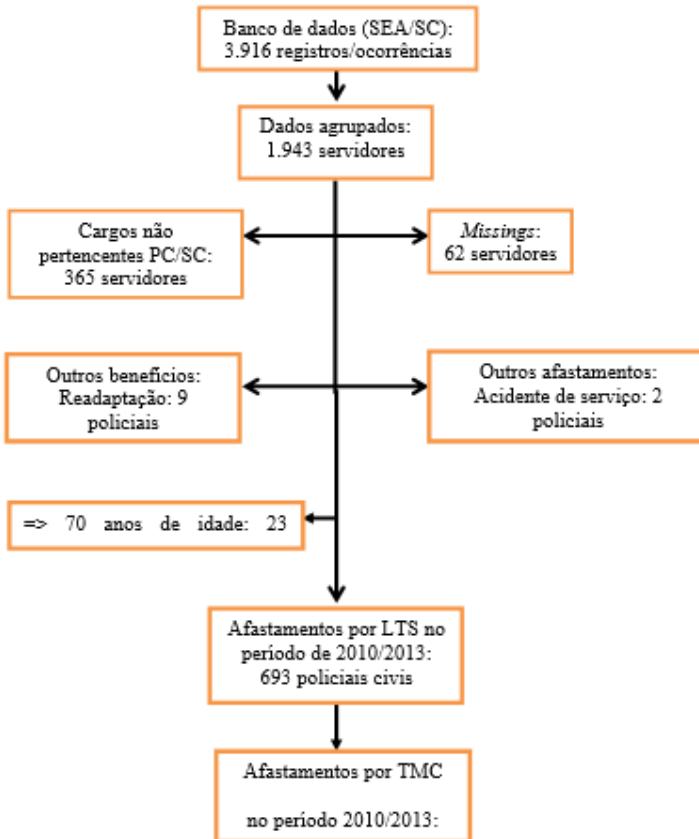 Banco de dados (SEA/SC):
3.916 registros/ocorrências
Dados agrupados:
1.943 servidores
Cargos não
pertencentes PC/SC:
365 servidores
Missings:
62 servidores
Outros benefícios:
Readaptação: 9
policiais
Outros afastamentos:
Acidente de serviço: 2
policiais
=> 70 anos de idade: 23
Afastamentos por LTS no
período de 2010/2013:
693 policiais civis
Afastamentos por TMC
no período 2010/2013: